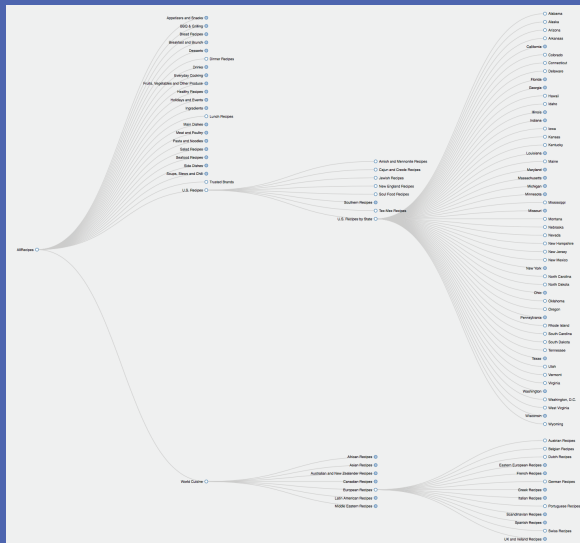 Appetizers and Snacks
BBQ & Grilling
Bread Recipes
Breakfast and Brunch
Desserts
Dinner Recipes
Drinks
Everyday Cooking
Fruits, Vegetables and Other Produce
Healthy Recipes
Holidays and Events
Ingredients
Lunch Recipes
Main Dishes
Meat and Poultry
Pasta and Noodles
Salad Recipes
Seafood Recipes
Side Dishes
Soups, Stews and Chili
Trusted Brands
U.S. Recipes
AllRecipes
World Cuisine
Amish and Mennonite Recipes
Cajun and Creole Recipes
Jewish Recipes
New England Recipes
Soul Food Recipes
Southern Recipes
Tex-Mex Recipes
U.S. Recipes by State
African Recipes
Asian Recipes
Australian and New Zealander Recipes
Canadian Recipes
European Recipes
Latin American Recipes
Middle Eastern Recipes
Alabama
Alaska
Arizona
Arkansas
California
Colorado
Connecticut
Delaware
Florida
Georgia
Hawaii
Idaho
Illinois
Indiana
Iowa
Kansas
Kentucky
Louisiana
Maine
Maryland
Massachusetts
Michigan
Minnesota
Mississippi
Missouri
Montana
Nebraska
Nevada
New Hampshire
New Jersey
New Mexico
New York
North Carolina
North Dakota
Ohio
Oklahoma
Oregon
Pennsylvania
Rhode Island
South Carolina
South Dakota
Tennessee
Texas
Utah
Vermont
Virginia
Washington
Washington, D.C.
West Virginia
Wisconsin
Wyoming
Austrian Recipes
Belgian Recipes
Dutch Recipes
Eastern European Recipes
French Recipes
German Recipes
Greek Recipes
Italian Recipes
Portuguese Recipes
Scandinavian Recipes
Spanish Recipes
Swiss Recipes
UK and Ireland Recipes